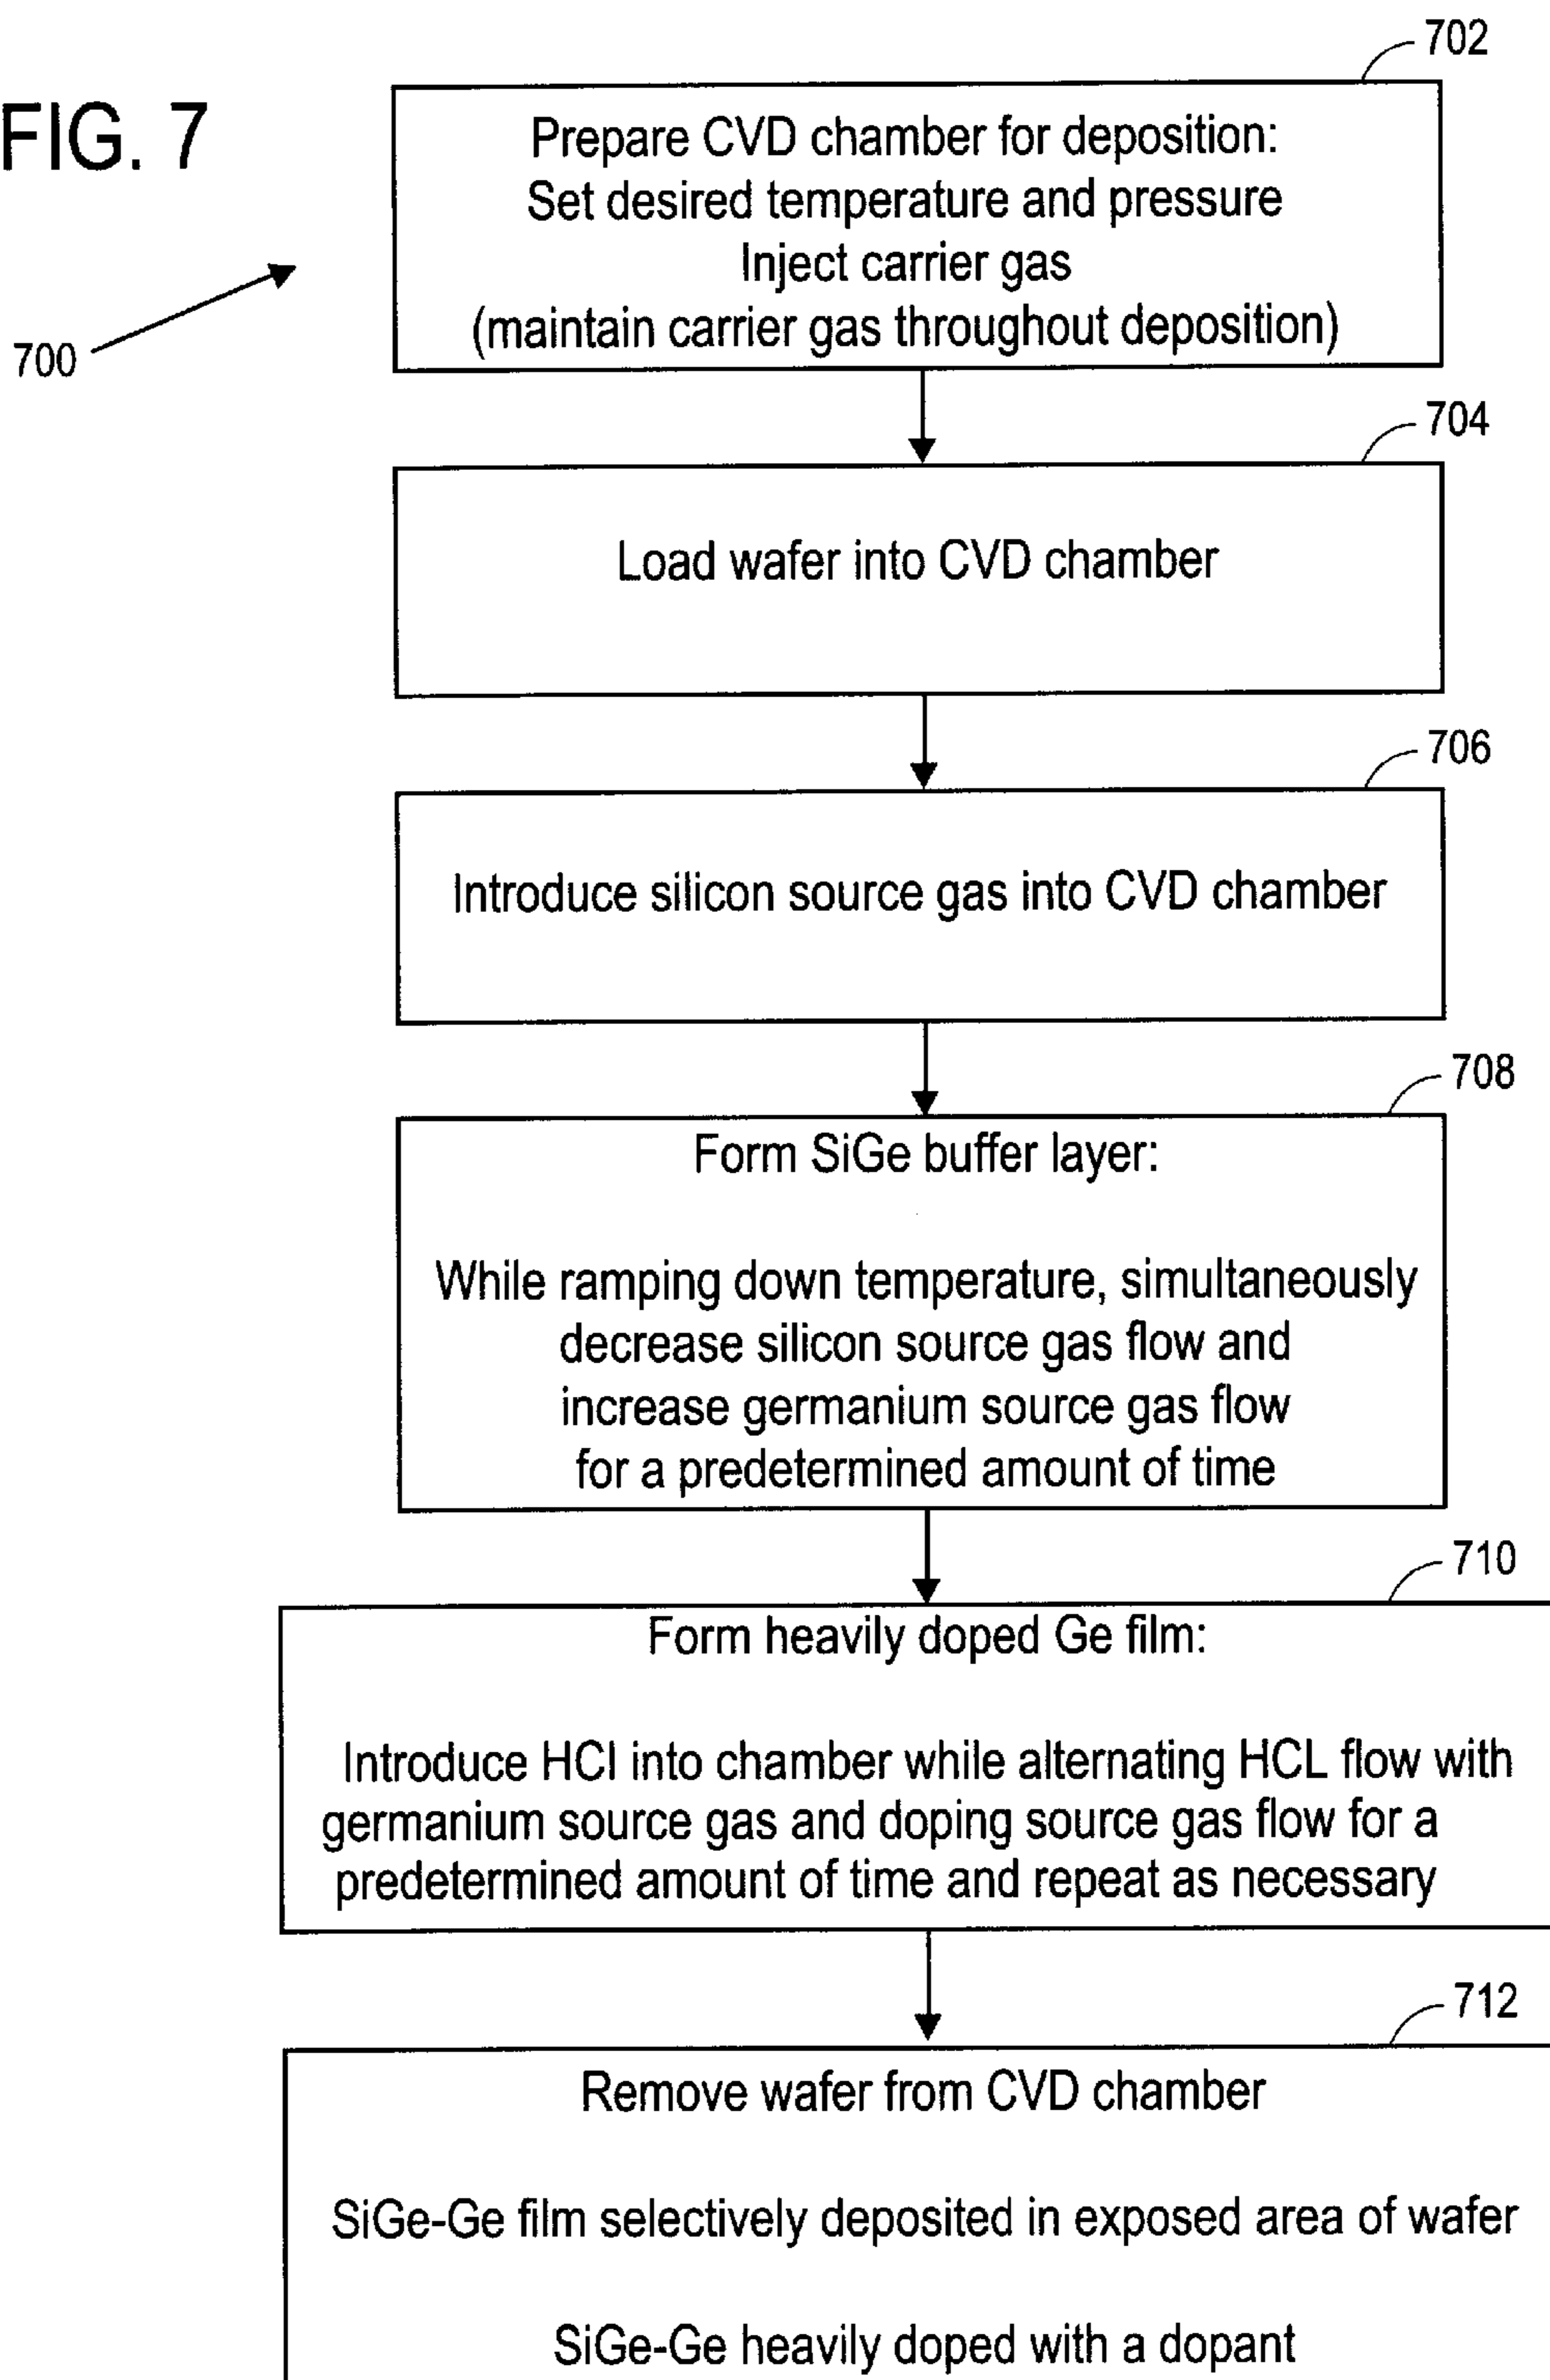 FIG. 7
700
702
Prepare CVD chamber for deposition:
Set desired temperature and pressure
Inject carrier gas
(maintain carrier gas throughout deposition)
704
Load wafer into CVD chamber
706
Introduce silicon source gas into CVD chamber
708
Form SiGe buffer layer:
While ramping down temperature, simultaneously
decrease silicon source gas flow and
increase germanium source gas flow
for a predetermined amount of time
710
Form heavily doped Ge film:
Introduce HCl into chamber while alternating HCL flow with
germanium source gas and doping source gas flow for a
predetermined amount of time and repeat as necessary
712
Remove wafer from CVD chamber
SiGe-Ge film selectively deposited in exposed area of wafer
SiGe-Ge heavily doped with a dopant